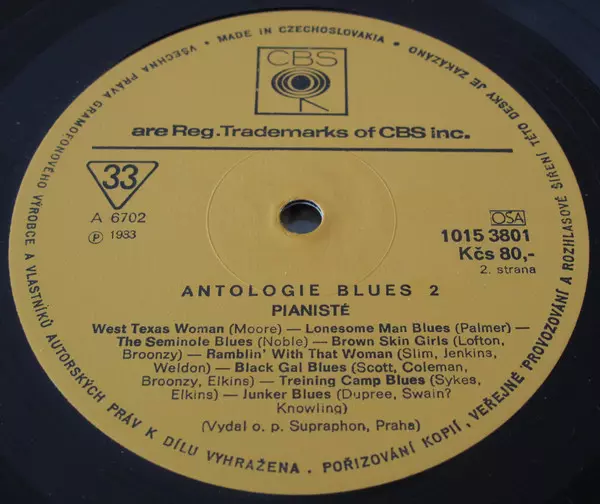 VŠECHNA PRÁVA GRAMOFONOVÉHO VÝROBCE A VLASTNÍKŮ AUTORSKÝCH PRÁV K DÍLU VYHRAŽENA. POŘIZOVÁNÍ KOPIÍ, VEŘEJNÉ PROVOZOVÁNÍ A ROZHLASOVÉ ŠÍŘENÍ TÉTO DESKY JE ZAKÁZÁNO • MADE IN CZECHOSLOVAKIA •
CBS
are Reg.Trademarks of CBS inc.
33
A 6702
Ⓟ 1983
OSA
1015 3801
Kčs 80,-
2. strana
ANTOLOGIE BLUES 2
PIANISTÉ
West Texas Woman (Moore) — Lonesome Man Blues (Palmer) —
— The Seminole Blues (Noble) — Brown Skin Girls (Lofton,
Broonzy) — Ramblin' With That Woman (Slim, Jenkins,
Weldon) — Black Gal Blues (Scott, Coleman,
Broonzy, Elkins) — Treining Camp Blues (Sykes,
Elkins) — Junker Blues (Dupree, Swain?
Knowling)
(Vydal o. p. Supraphon, Praha)